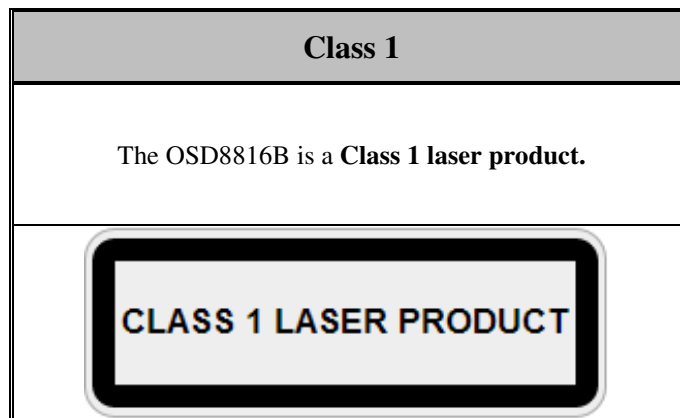 Class 1
The OSD8816B is a Class 1 laser product.
CLASS 1 LASER PRODUCT